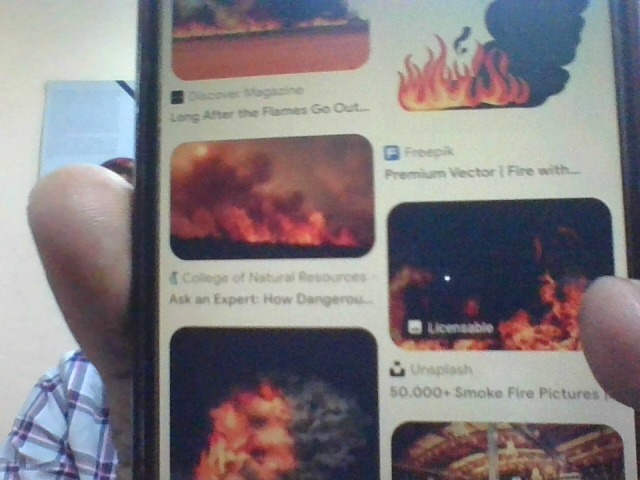 Discover Magazine
Long After the Flames Go Out...
Freepik
Premium Vector | Fire with...
College of Natural Resources
Ask an Expert: How Dangerou...
Licensable
Unsplash
50.000+ Smoke Fire Pictures